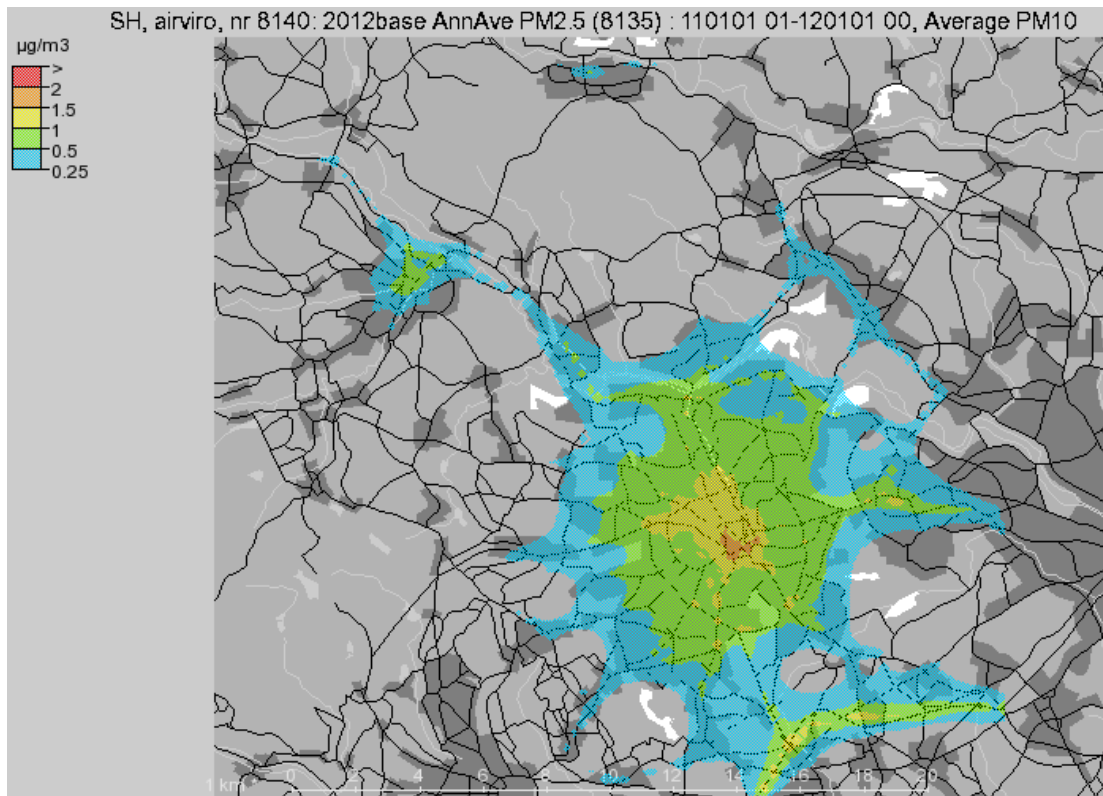 SH, airviro, nr 8140: 2012base AnnAve PM2.5 (8135) : 110101 01-120101 00, Average PM10
µg/m3
>
2
1.5
1
0.5
0.25
1 km 0 2 4 6 8 10 12 14 16 18 20